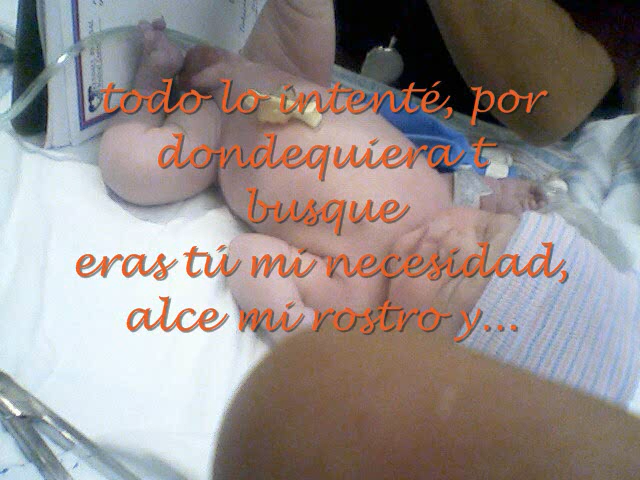 todo lo intenté, por
dondequiera t
busque
eras tú mi necesidad,
alce mi rostro y...